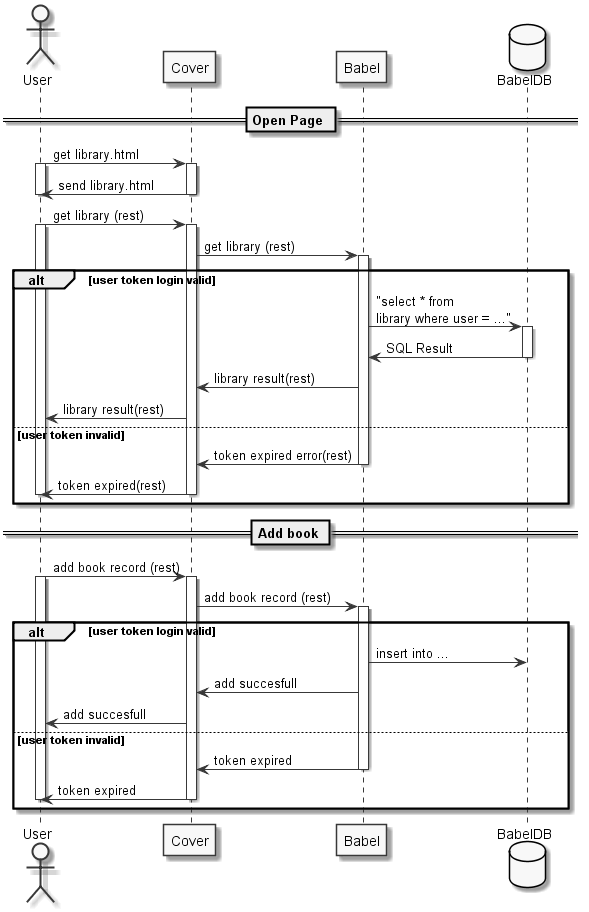 User
Cover
Babel
BabelDB
Open Page
get library.html
send library.html
get library (rest)
get library (rest)
alt
[user token login valid]
"select * from
library where user = ..."
SQL Result
library result(rest)
library result(rest)
[user token invalid]
token expired error(rest)
token expired(rest)
Add book
add book record (rest)
add book record (rest)
alt
[user token login valid]
insert into ...
add succesfull
add succesfull
[user token invalid]
token expired
token expired
User
Cover
Babel
BabelDB